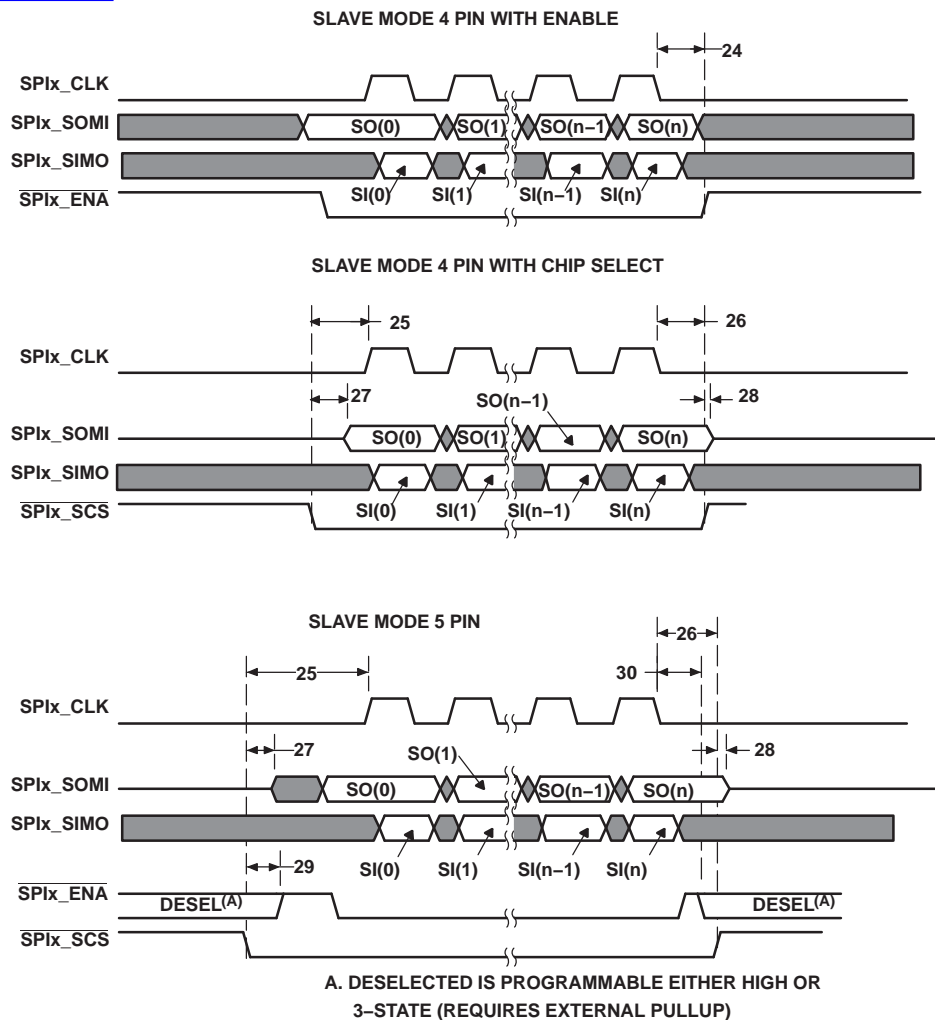 SLAVE MODE 4 PIN WITH ENABLE
24
SPIx_CLK
SPIx_SOMI
SO(0)
SO(1)
SO(n−1
SO(n)
SPIx_SIMO
SPIx_ENA
SI(0)
SI(1)
SI(n−1)
SI(n)
SLAVE MODE 4 PIN WITH CHIP SELECT
25
26
SPIx_CLK
27
SO(n−1)
28
SPIx_SOMI
SO(0)
SO(1)
SO(n)
SPIx_SIMO
SPIx_SCS
SI(0)
SI(1)
SI(n−1)
SI(n)
SLAVE MODE 5 PIN
26
25
30
SPIx_CLK
27
SO(1)
28
SPIx_SOMI
SO(0)
SO(n−1)
SO(n)
SPIx_SIMO
29
SI(0)
SI(1)
SI(n−1)
SI(n)
SPIx_ENA
DESEL(A)
DESEL(A)
SPIx_SCS
A. DESELECTED IS PROGRAMMABLE EITHER HIGH OR
3−STATE (REQUIRES EXTERNAL PULLUP)